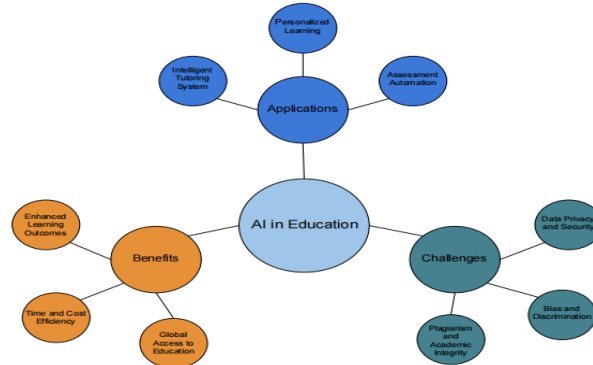 Personalized
Learning
Intelligent
Tutoring
System
Assessment
Automation
Applications
AI in Education
Enhanced
Learning
Outcomes
Benefits
Time and Cost
Efficiency
Global
Access to
Education
Data Privacy
and Security
Challenges
Bias and
Discrimination
Plagiarism
and
Academic
Integrity